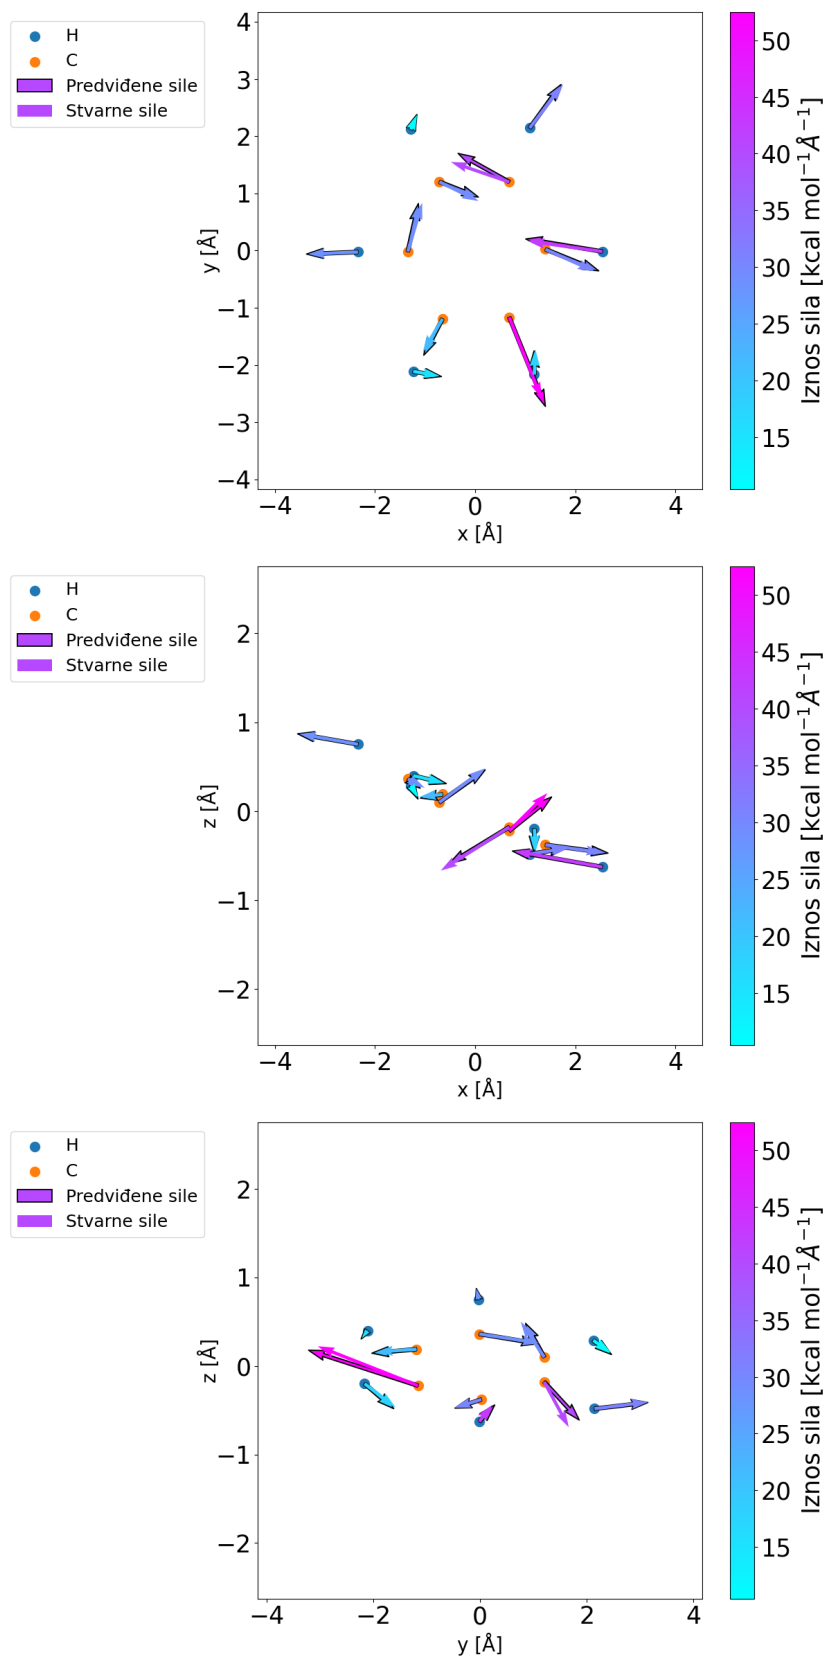 H
C
Predviđene sile
Stvarne sile
4
3
2
1
0
−1
−2
−3
−4
y [Å]
−4 −2 0 2 4
x [Å]
50
45
40
35
30
25
20
15
Iznos sila [kcal mol⁻¹Å⁻¹]
H
C
Predviđene sile
Stvarne sile
2
1
0
−1
−2
z [Å]
−4 −2 0 2 4
x [Å]
50
45
40
35
30
25
20
15
Iznos sila [kcal mol⁻¹Å⁻¹]
H
C
Predviđene sile
Stvarne sile
2
1
0
−1
−2
z [Å]
−4 −2 0 2 4
y [Å]
50
45
40
35
30
25
20
15
Iznos sila [kcal mol⁻¹Å⁻¹]